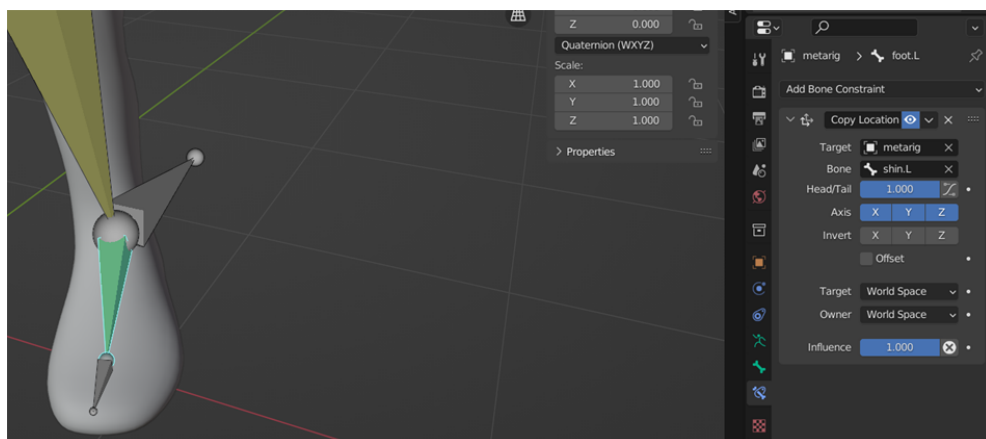 Z 0.000
Quaternion (WXYZ)
Scale:
X 1.000
Y 1.000
Z 1.000
Properties
metarig > foot.L
Add Bone Constraint
Copy Location
Target metarig
Bone shin.L
Head/Tail 1.000
Axis X Y Z
Invert X Y Z
Offset
Target World Space
Owner World Space
Influence 1.000